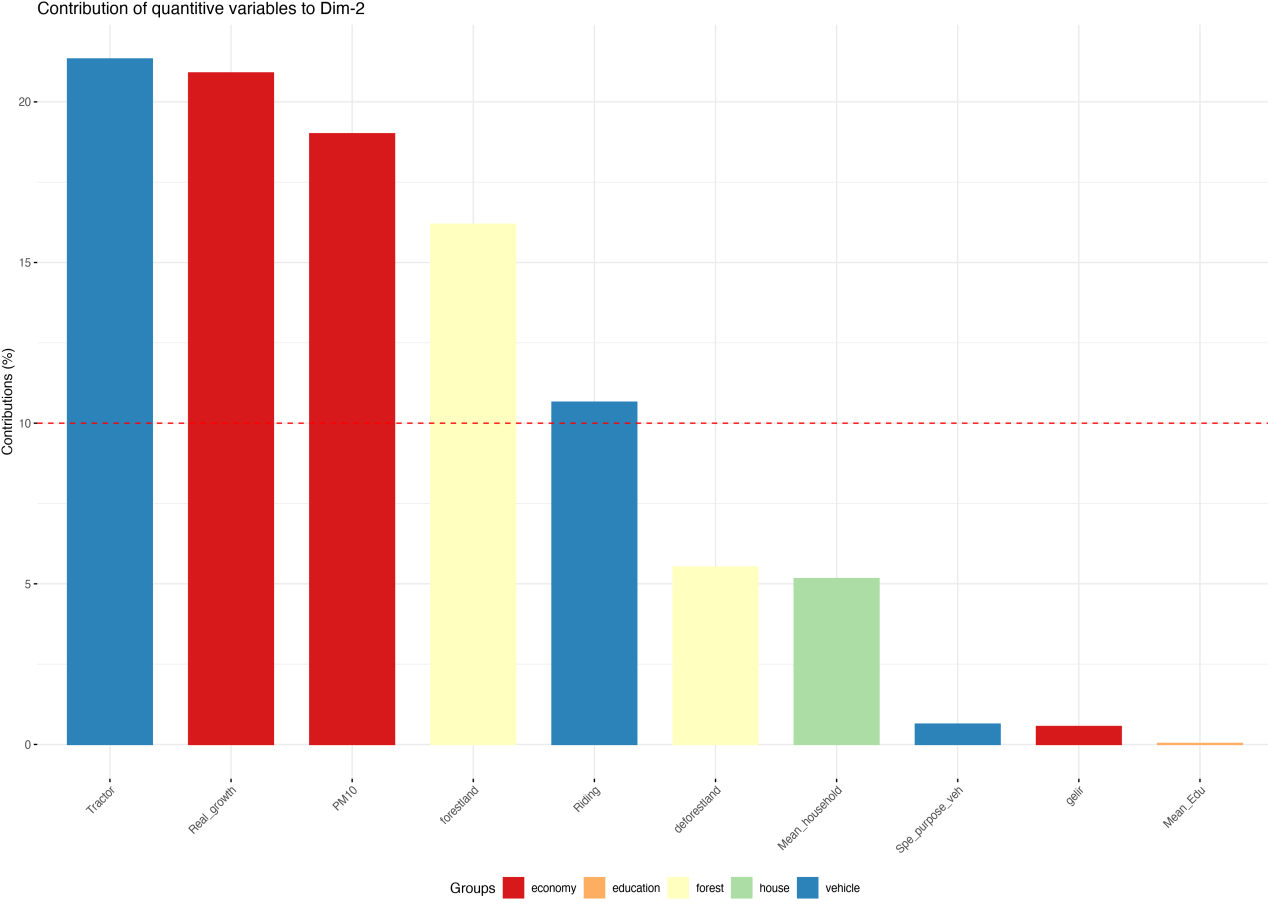 Contribution of quantitive variables to Dim-2
Contributions (%)
20
15
10
5
0
Tractor
Real_growth
PM10
forestland
Riding
deforestland
Mean_household
Spe_purpose_veh
gelir
Mean_Edu
Groups economy education forest house vehicle